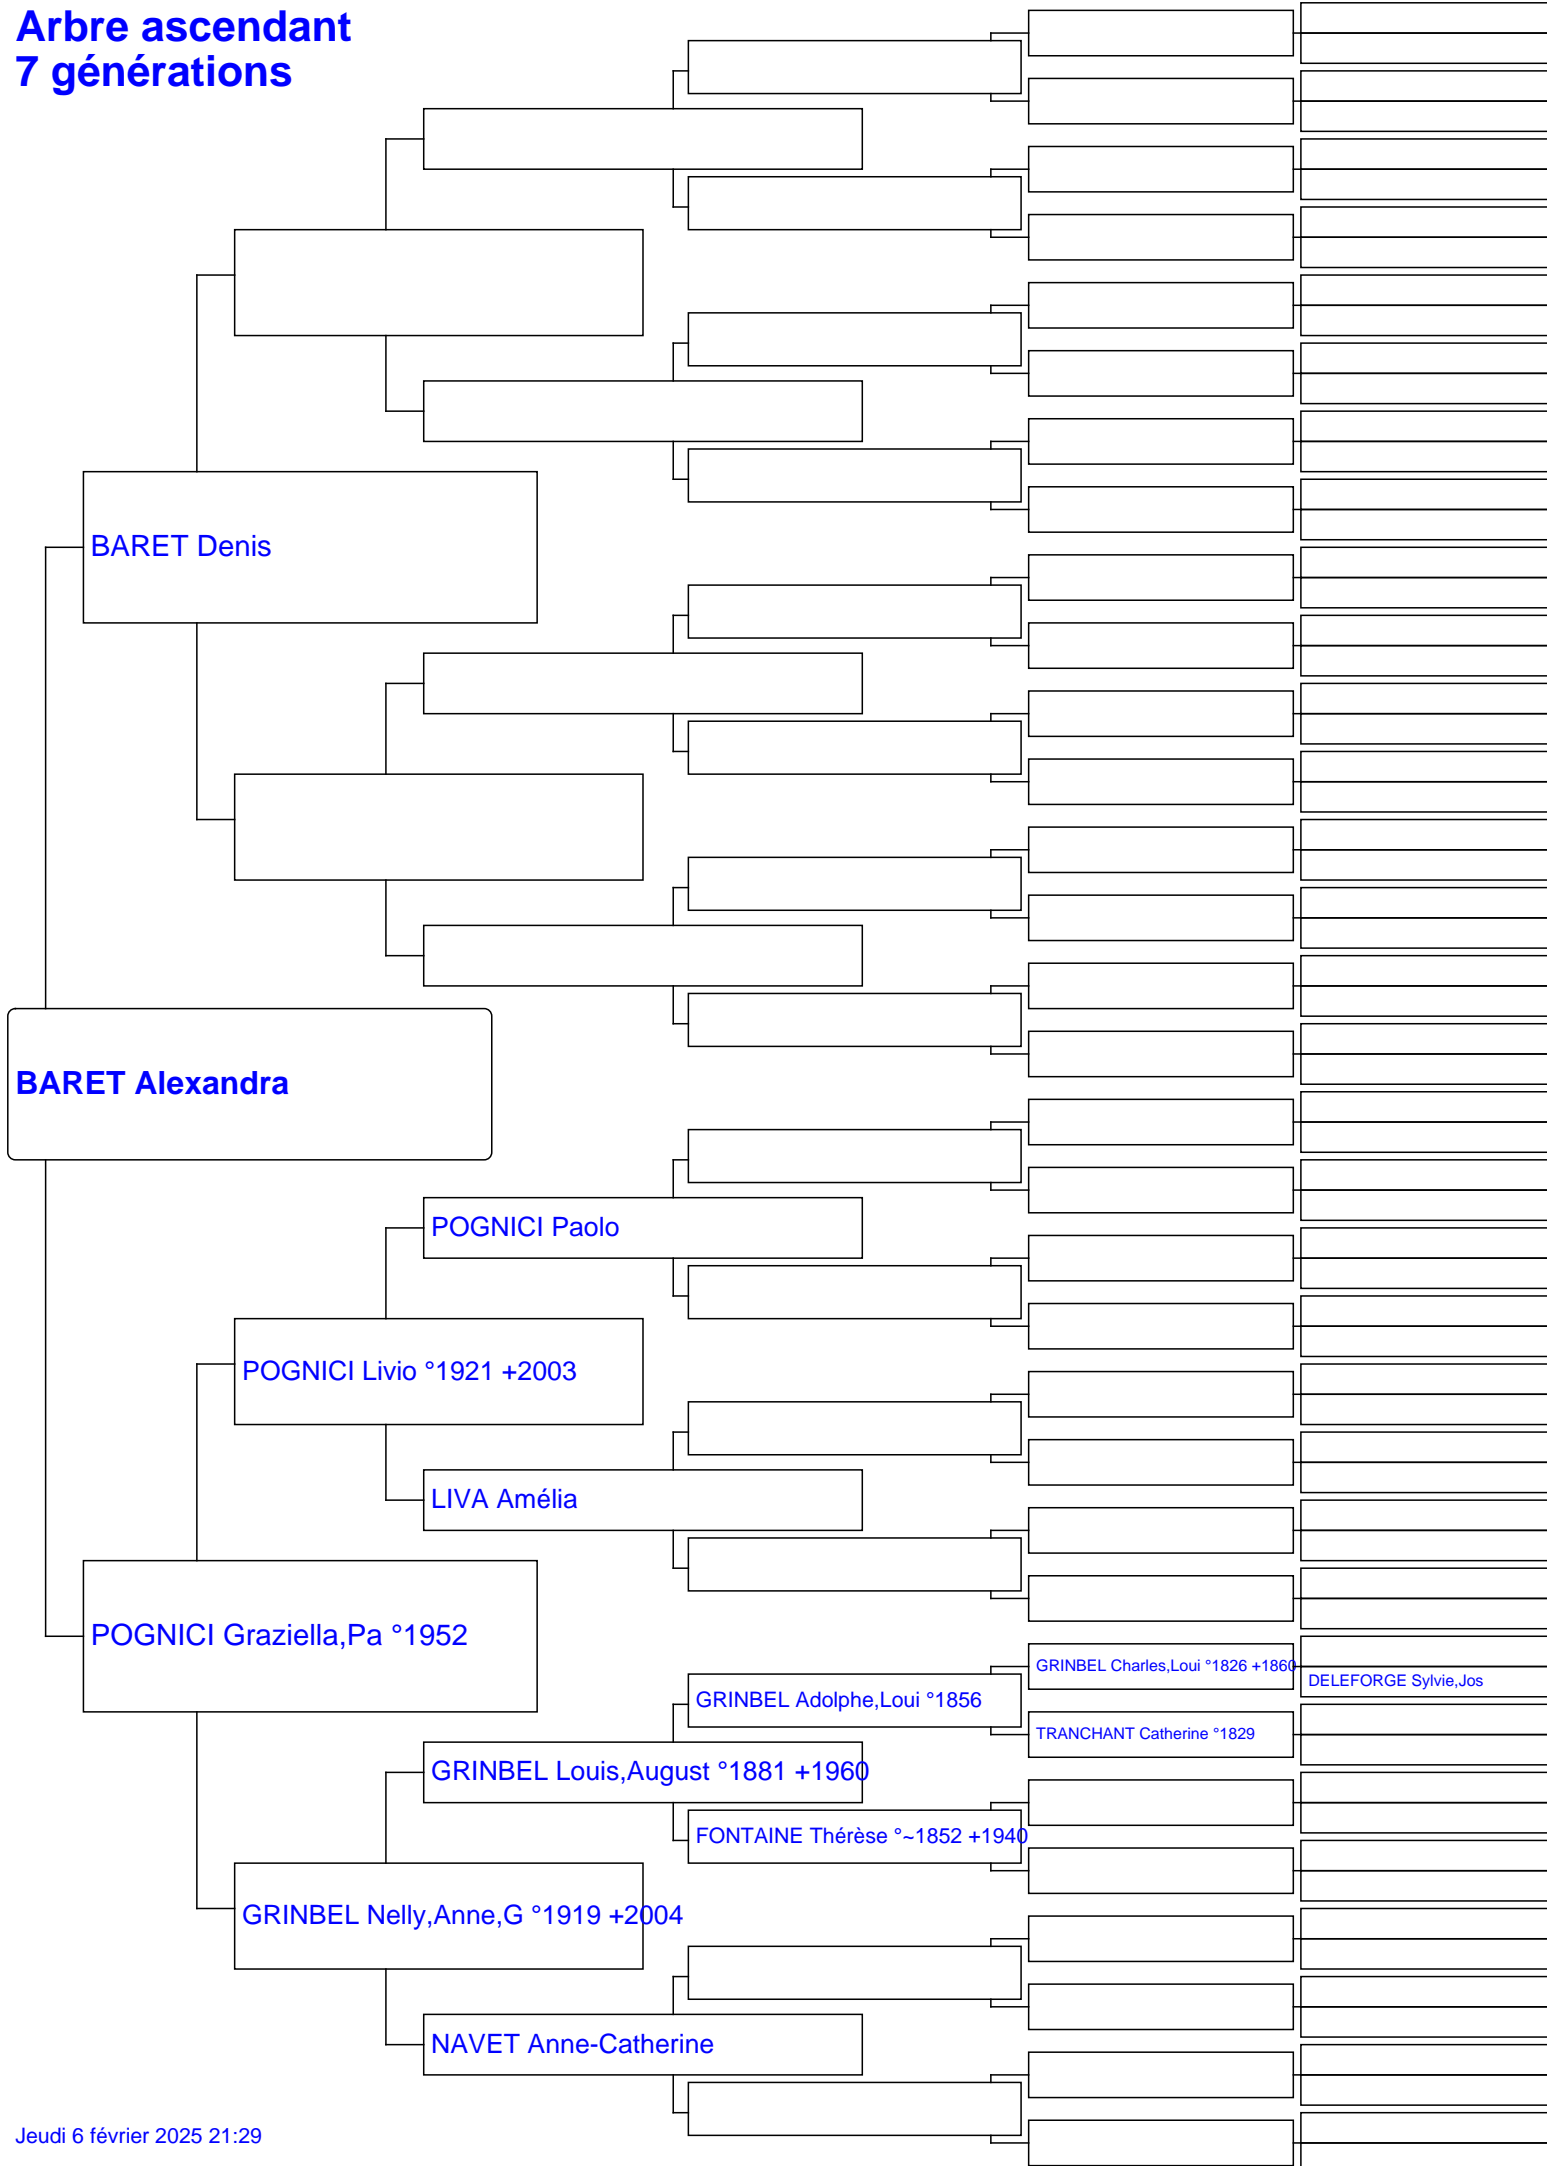 Arbre ascendant
7 générations
BARET Denis
BARET Alexandra
POGNICI Paolo
POGNICI Livio °1921 +2003
LIVA Amélia
POGNICI Graziella,Pa °1952
GRINBEL Charles,Loui °1826 +1860
DELEFORGE Sylvie,Jos
GRINBEL Adolphe,Loui °1856
TRANCHANT Catherine °1829
GRINBEL Louis,August °1881 +1960
FONTAINE Thérèse °~1852 +1940
GRINBEL Nelly,Anne,G °1919 +2004
NAVET Anne-Catherine
Jeudi 6 février 2025 21:29